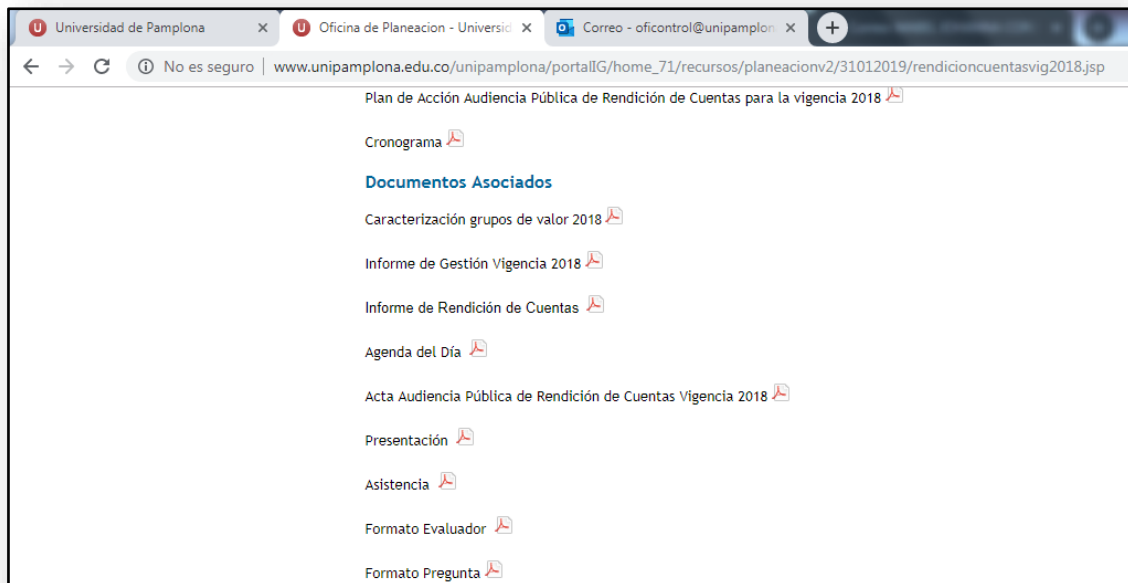 Universidad de Pamplona
Oficina de Planeacion - Universid
Correo - oficontrol@unipamplon
No es seguro | www.unipamplona.edu.co/unipamplona/portalIG/home_71/recursos/planeacionv2/31012019/rendicioncuentasvig2018.jsp
Plan de Acción Audiencia Pública de Rendición de Cuentas para la vigencia 2018
Cronograma
Documentos Asociados
Caracterización grupos de valor 2018
Informe de Gestión Vigencia 2018
Informe de Rendición de Cuentas
Agenda del Día
Acta Audiencia Pública de Rendición de Cuentas Vigencia 2018
Presentación
Asistencia
Formato Evaluador
Formato Pregunta